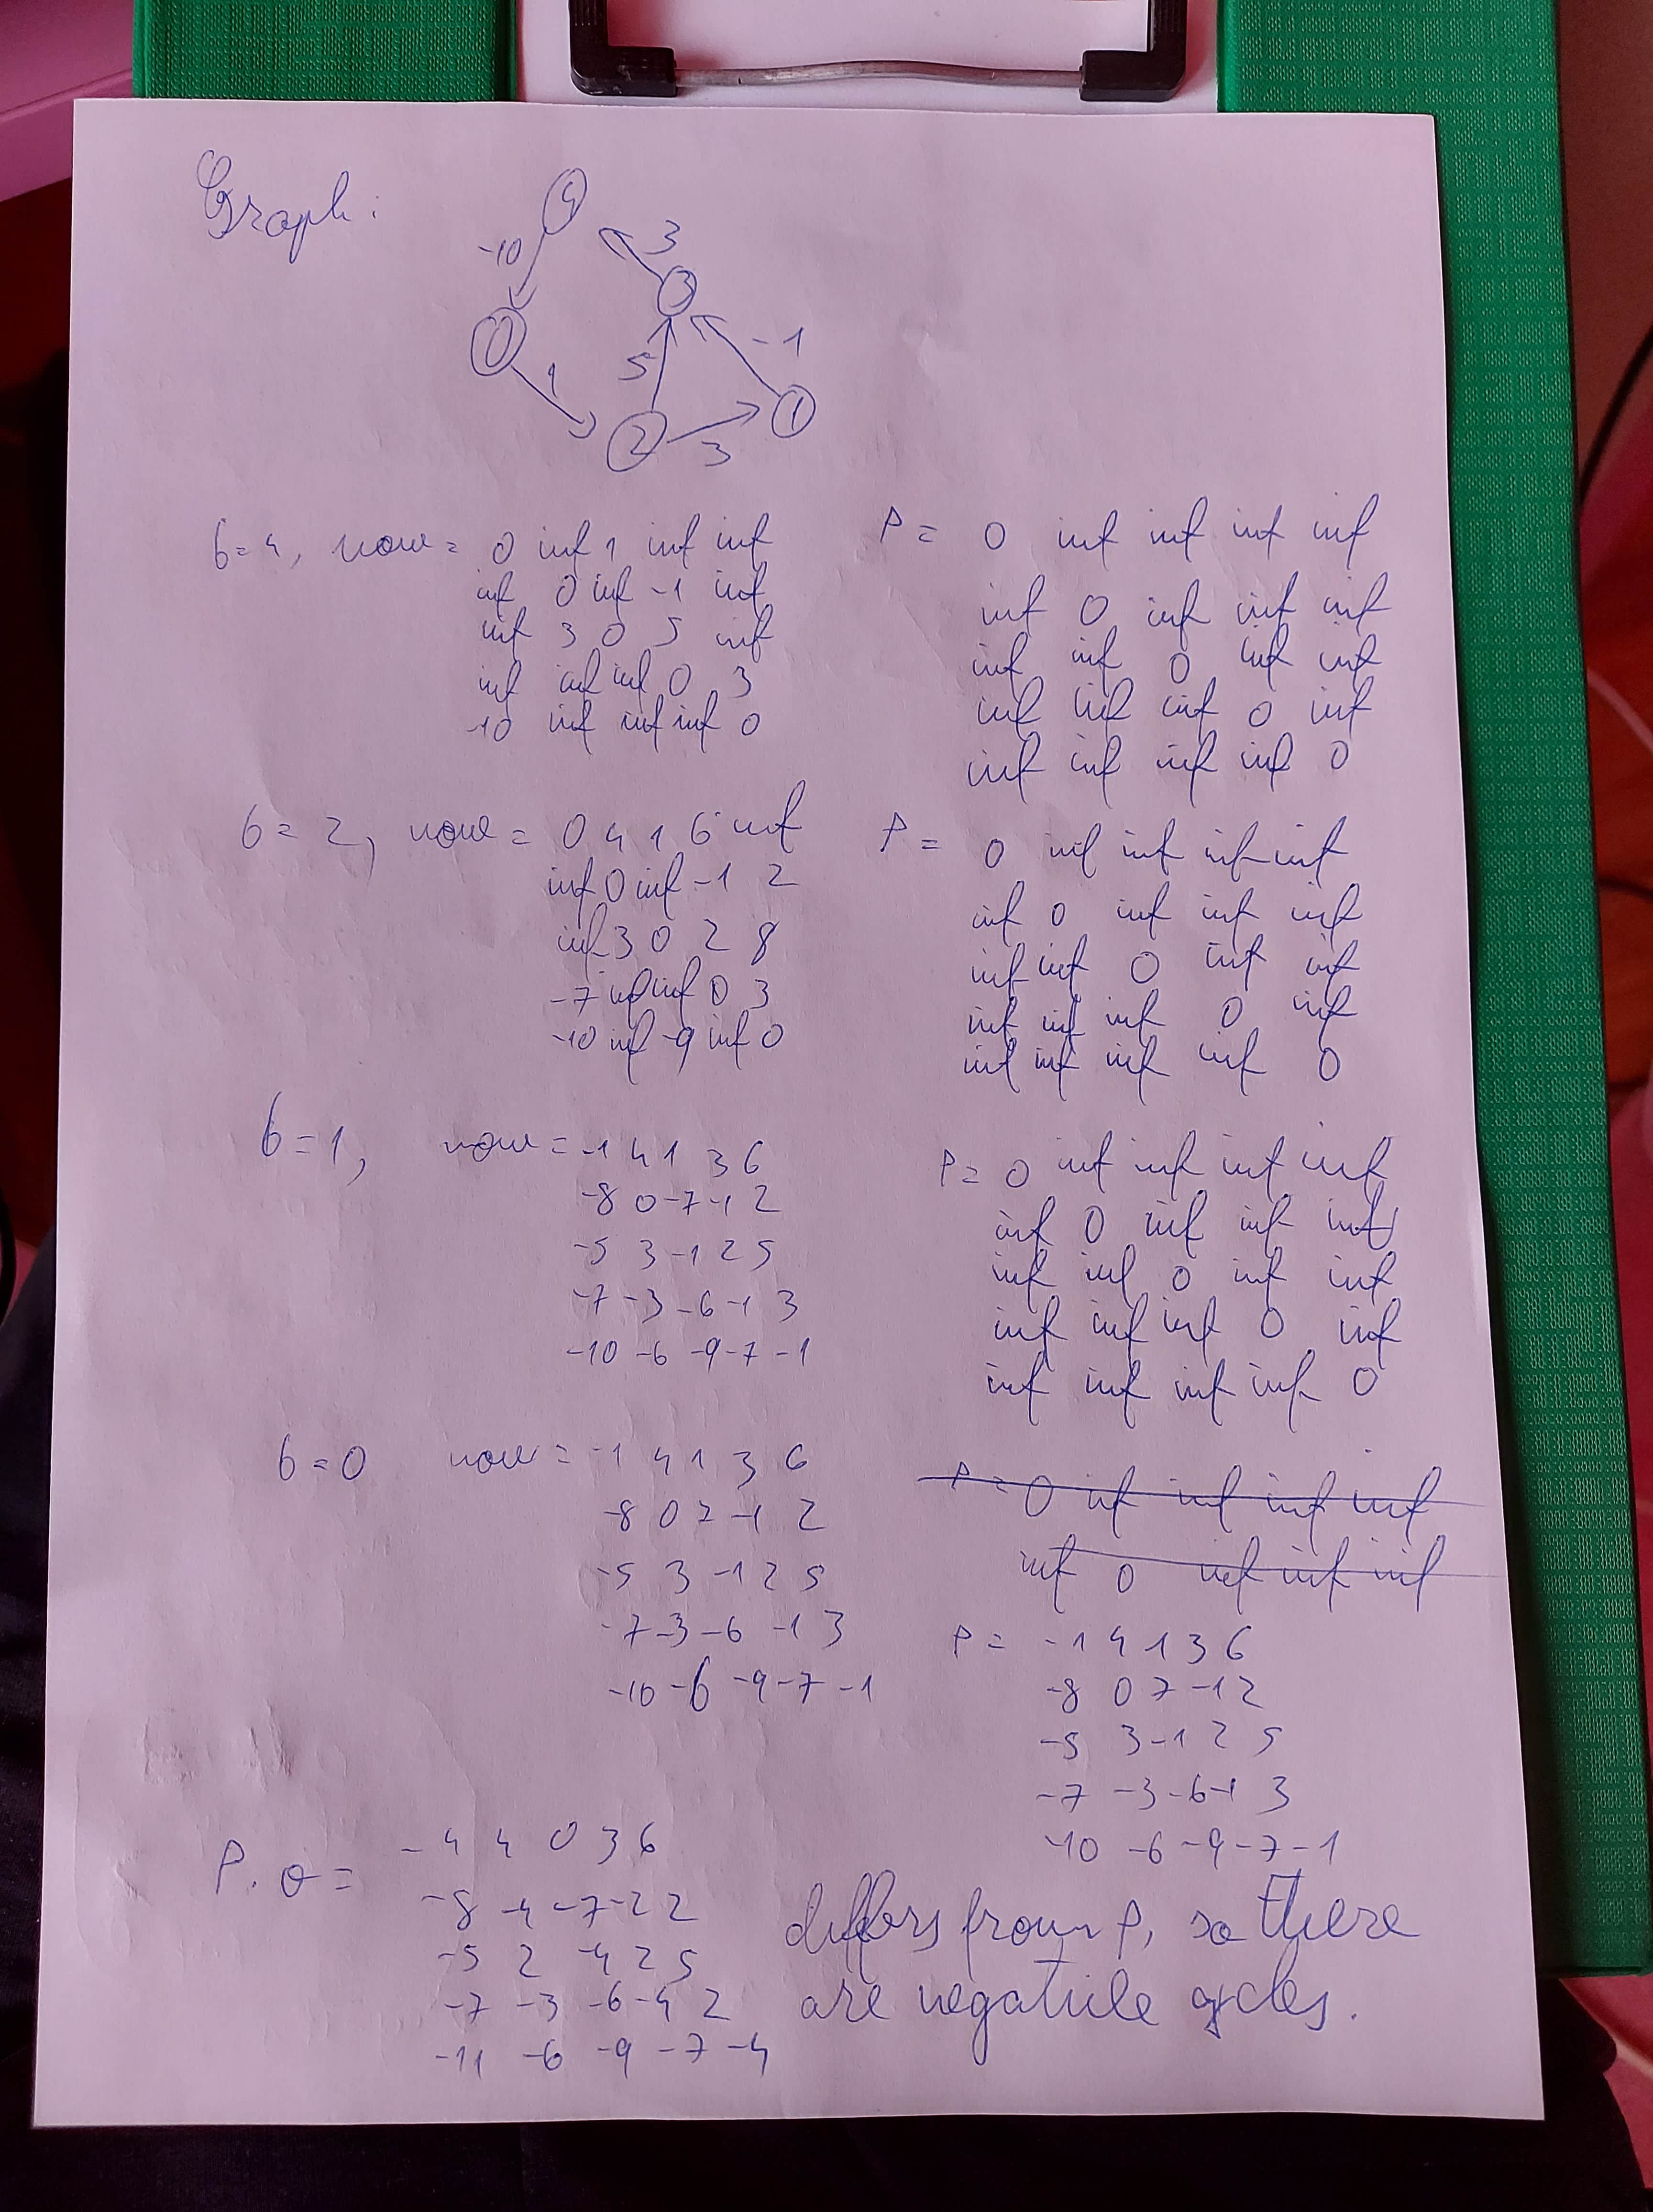 Graph:
4
-10
3
3
0
1
5
-1
2
3
1
b=4, now= 0 inf 1 inf inf
inf 0 inf -1 inf
inf 3 0 5 inf
inf inf inf 0 3
-10 inf inf inf 0
P= 0 inf inf inf inf
inf 0 inf inf inf
inf inf 0 inf inf
inf inf inf 0 inf
inf inf inf inf 0
b=2, now= 0 4 1 6 inf
inf 0 inf -1 2
inf 3 0 2 8
-7 inf inf 0 3
-10 inf -9 inf 0
P= 0 inf inf inf inf
inf 0 inf inf inf
inf inf 0 inf inf
inf inf inf 0 inf
inf inf inf inf 0
b=1, now= -1 4 1 3 6
-8 0 -7 -1 2
-5 3 -1 2 5
-7 -3 -6 -1 3
-10 -6 -9 -7 -1
P= 0 inf inf inf inf
inf 0 inf inf inf
inf inf 0 inf inf
inf inf inf 0 inf
inf inf inf inf 0
b=0 now= -1 4 1 3 6
-8 0 7 -1 2
-5 3 -1 2 5
-7 -3 -6 -1 3
-10 -6 -9 -7 -1
P= 0 inf inf inf inf
inf 0 inf inf inf
P= -1 4 1 3 6
-8 0 7 -1 2
-5 3 -1 2 5
-7 -3 -6 -1 3
-10 -6 -9 -7 -1
P.σ= -4 4 0 3 6
-8 -4 -7 -2 2
-5 2 -4 2 5
-7 -3 -6 -4 2
-11 -6 -9 -7 -4
differs from P, so there
are negative cycles.